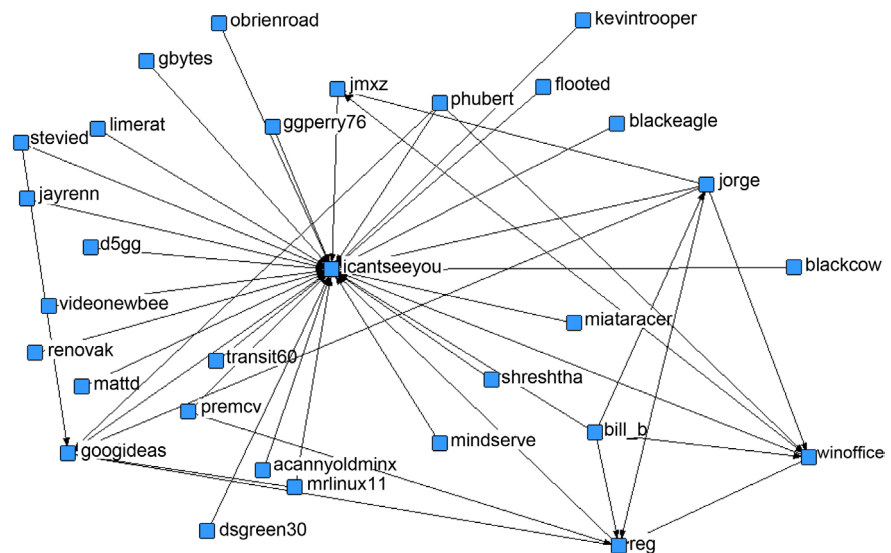 obrienroad
kevintrooper
gbytes
jmxz
flooted
phubert
ggperry76
blackeagle
limerat
stevied
jorge
jayrenn
d5gg
icantseeyou
blackcow
videonewbee
miataracer
renovak
transit60
shreshtha
mattd
premcv
bill_b
mindserve
googideas
winoffice
acannyoldminx
mrlinux11
dsgreen30
reg